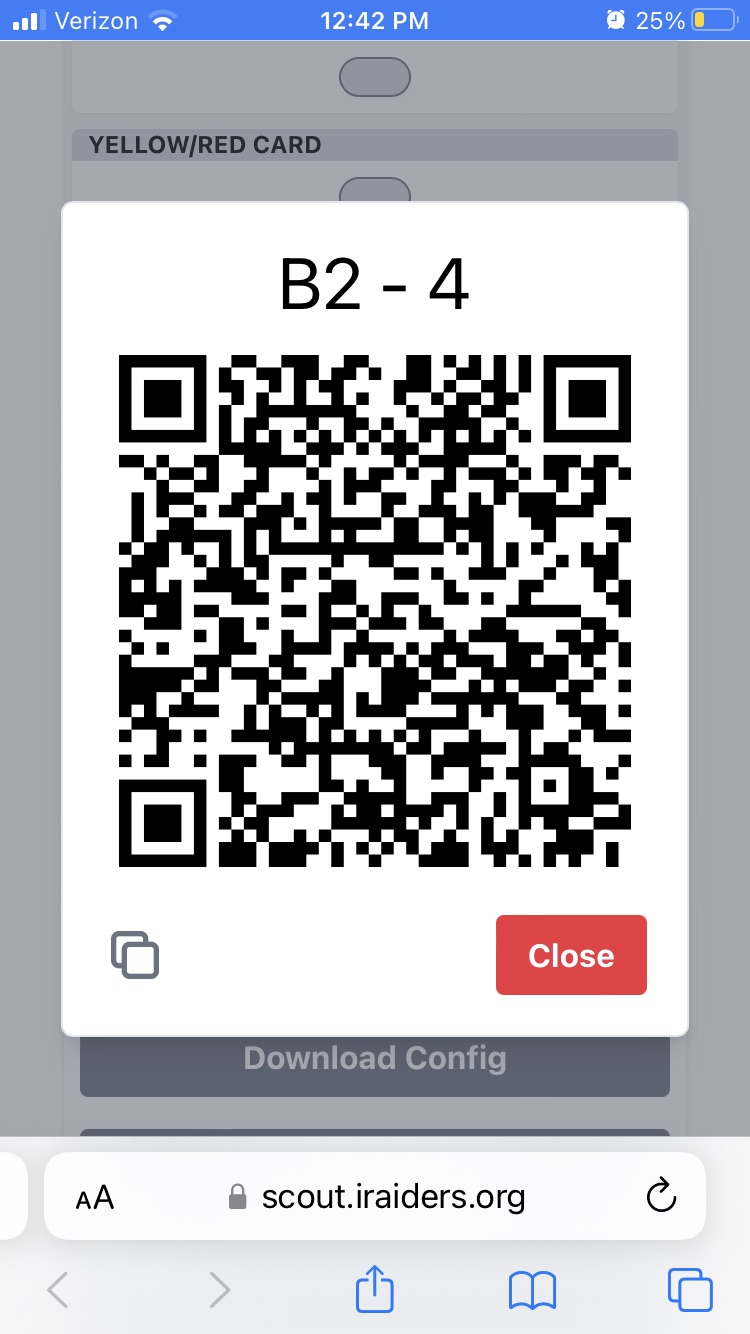 Verizon 12:42 PM 25%
YELLOW/RED CARD
B2 - 4
Close
Download Config
AA scout.iraiders.org